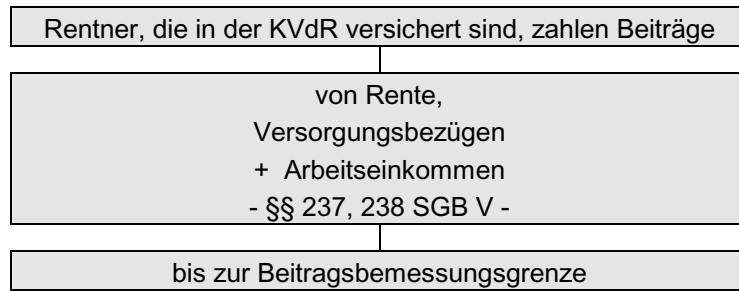 Rentner, die in der KVdR versichert sind, zahlen Beiträge
von Rente,
Versorgungsbezügen
+ Arbeitseinkommen
- §§ 237, 238 SGB V -
bis zur Beitragsbemessungsgrenze